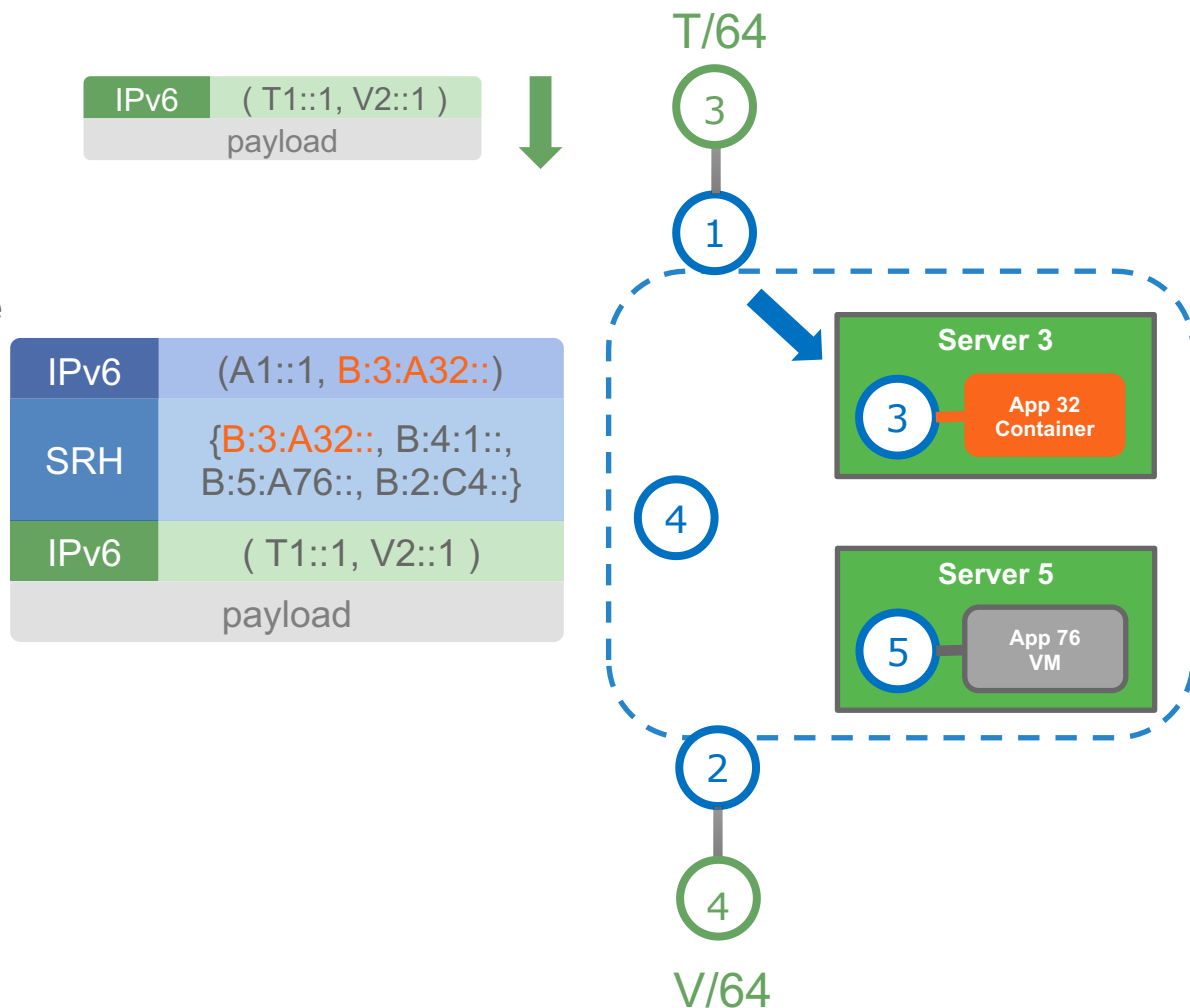 T/64
3
IPv6 ( T1::1, V2::1 )
payload
1
e
IPv6 (A1::1, B:3:A32::)
SRH {B:3:A32::, B:4:1::,
B:5:A76::, B:2:C4::}
IPv6 ( T1::1, V2::1 )
payload
Server 3
3
App 32
Container
4
Server 5
5
App 76
VM
2
4
V/64